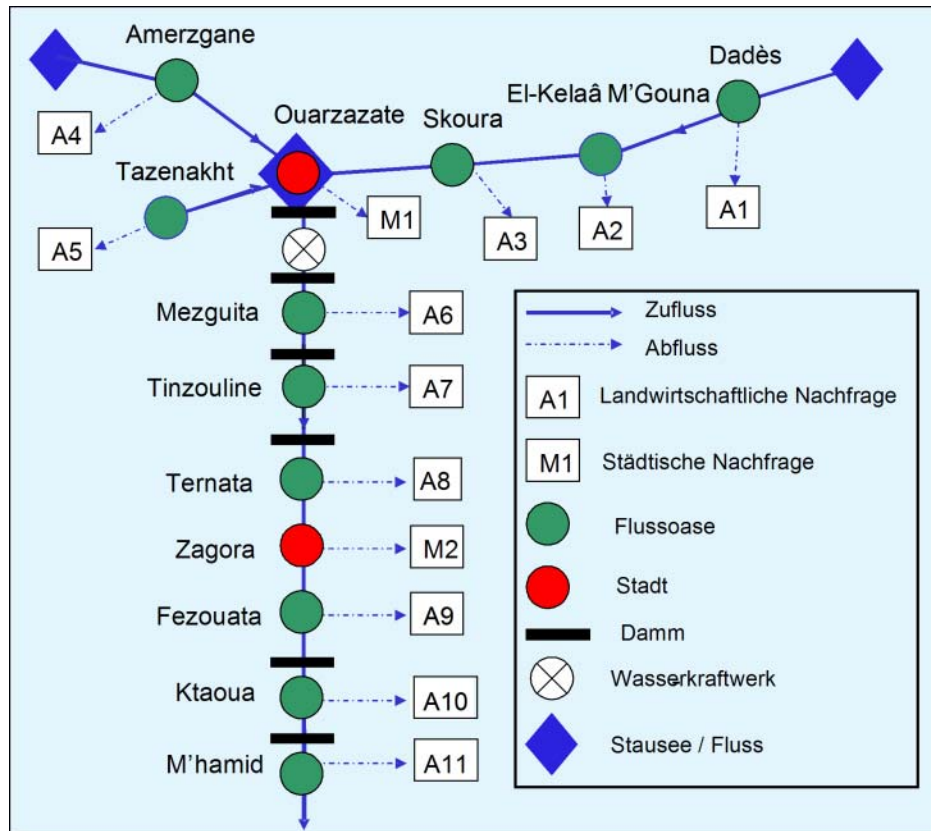 Amerzgane
Dadès
El-Kelaâ M’Gouna
Ouarzazate
Skoura
A4
Tazenakht
A1
M1
A2
A3
A5
Mezguita
A6
Tinzouline
A7
Ternata
A8
Zagora
M2
Fezouata
A9
Ktaoua
A10
M’hamid
A11
Zufluss
Abfluss
A1 Landwirtschaftliche Nachfrage
M1 Städtische Nachfrage
Flussoase
Stadt
Damm
Wasserkraftwerk
Stausee / Fluss